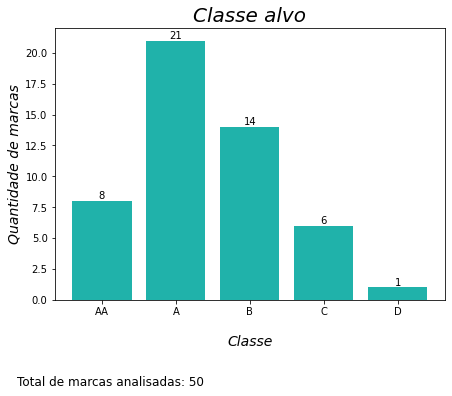 Classe alvo
Quantidade de marcas
20.0
17.5
15.0
12.5
10.0
7.5
5.0
2.5
0.0
8
21
14
6
1
AA A B C D
Classe
Total de marcas analisadas: 50